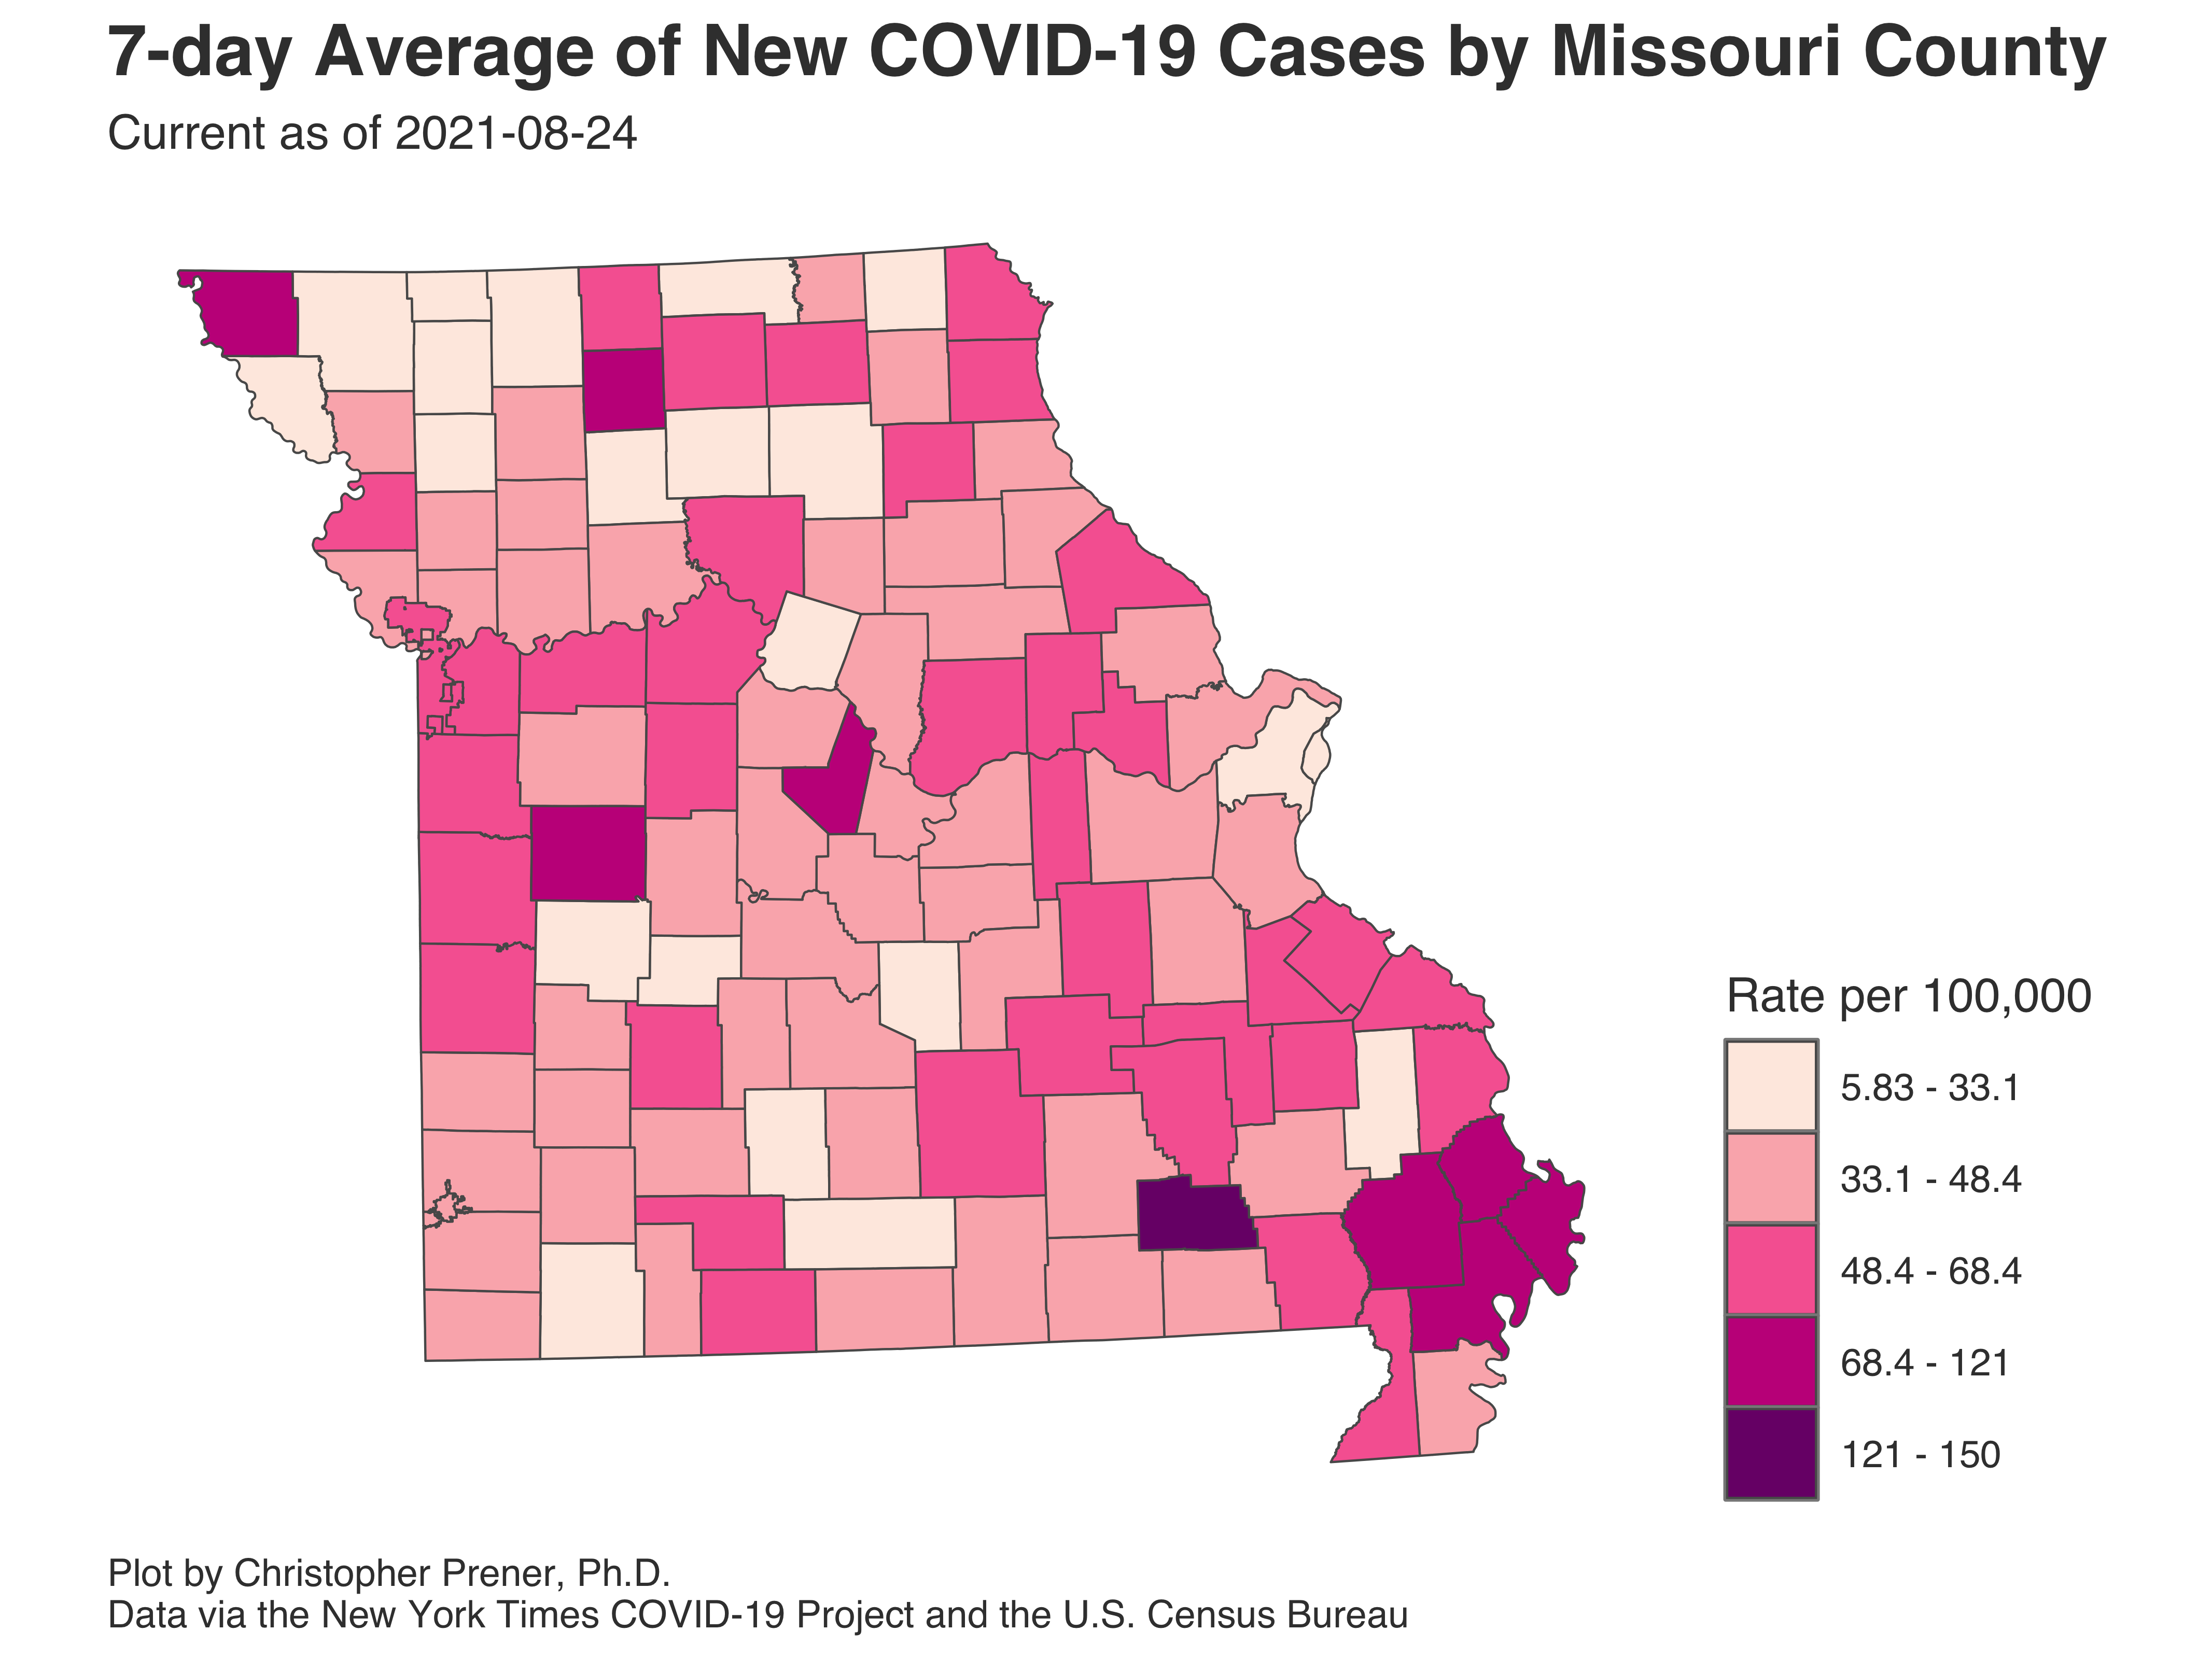 7-day Average of New COVID-19 Cases by Missouri County
Current as of 2021-08-24
Rate per 100,000
5.83 - 33.1
33.1 - 48.4
48.4 - 68.4
68.4 - 121
121 - 150
Plot by Christopher Prener, Ph.D.
Data via the New York Times COVID-19 Project and the U.S. Census Bureau